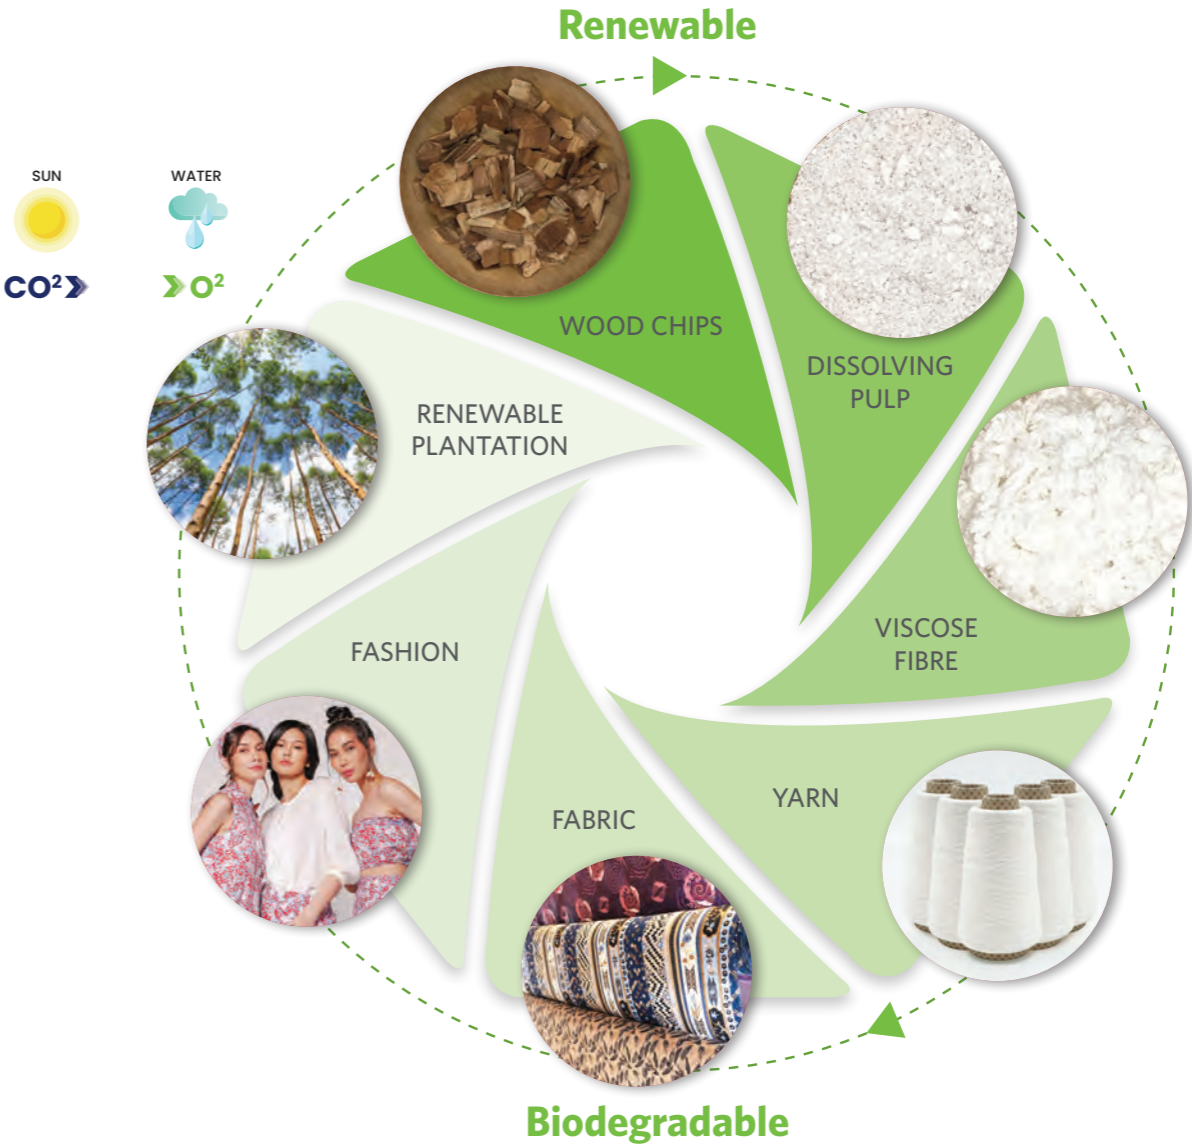 Renewable
SUN
WATER
CO²
O²
WOOD CHIPS
DISSOLVING
PULP
RENEWABLE
PLANTATION
VISCOSE
FIBRE
FASHION
YARN
FABRIC
Biodegradable